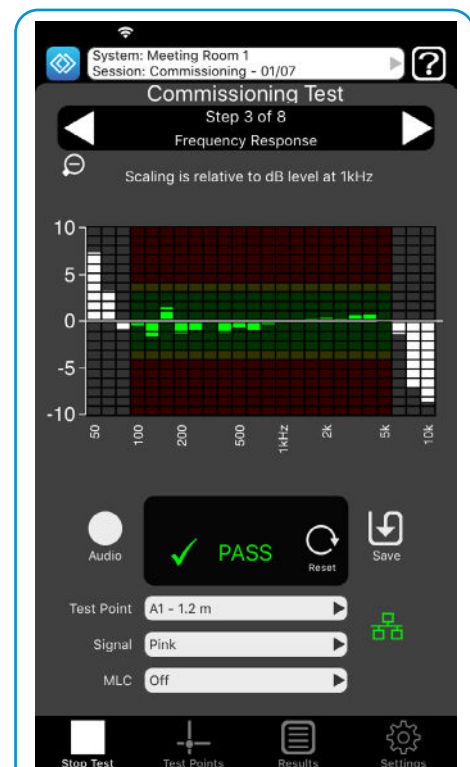 System: Meeting Room 1
Session: Commissioning - 01/07
?
Commissioning Test
Step 3 of 8
Frequency Response
Scaling is relative to dB level at 1kHz
10
5
0
-5
-10
50 100 200 500 1kHz 2k 5k 10k
Audio
PASS
Reset
Save
Test Point A1 - 1.2 m
Signal Pink
MLC Off
Stop Test Test Points Results Settings